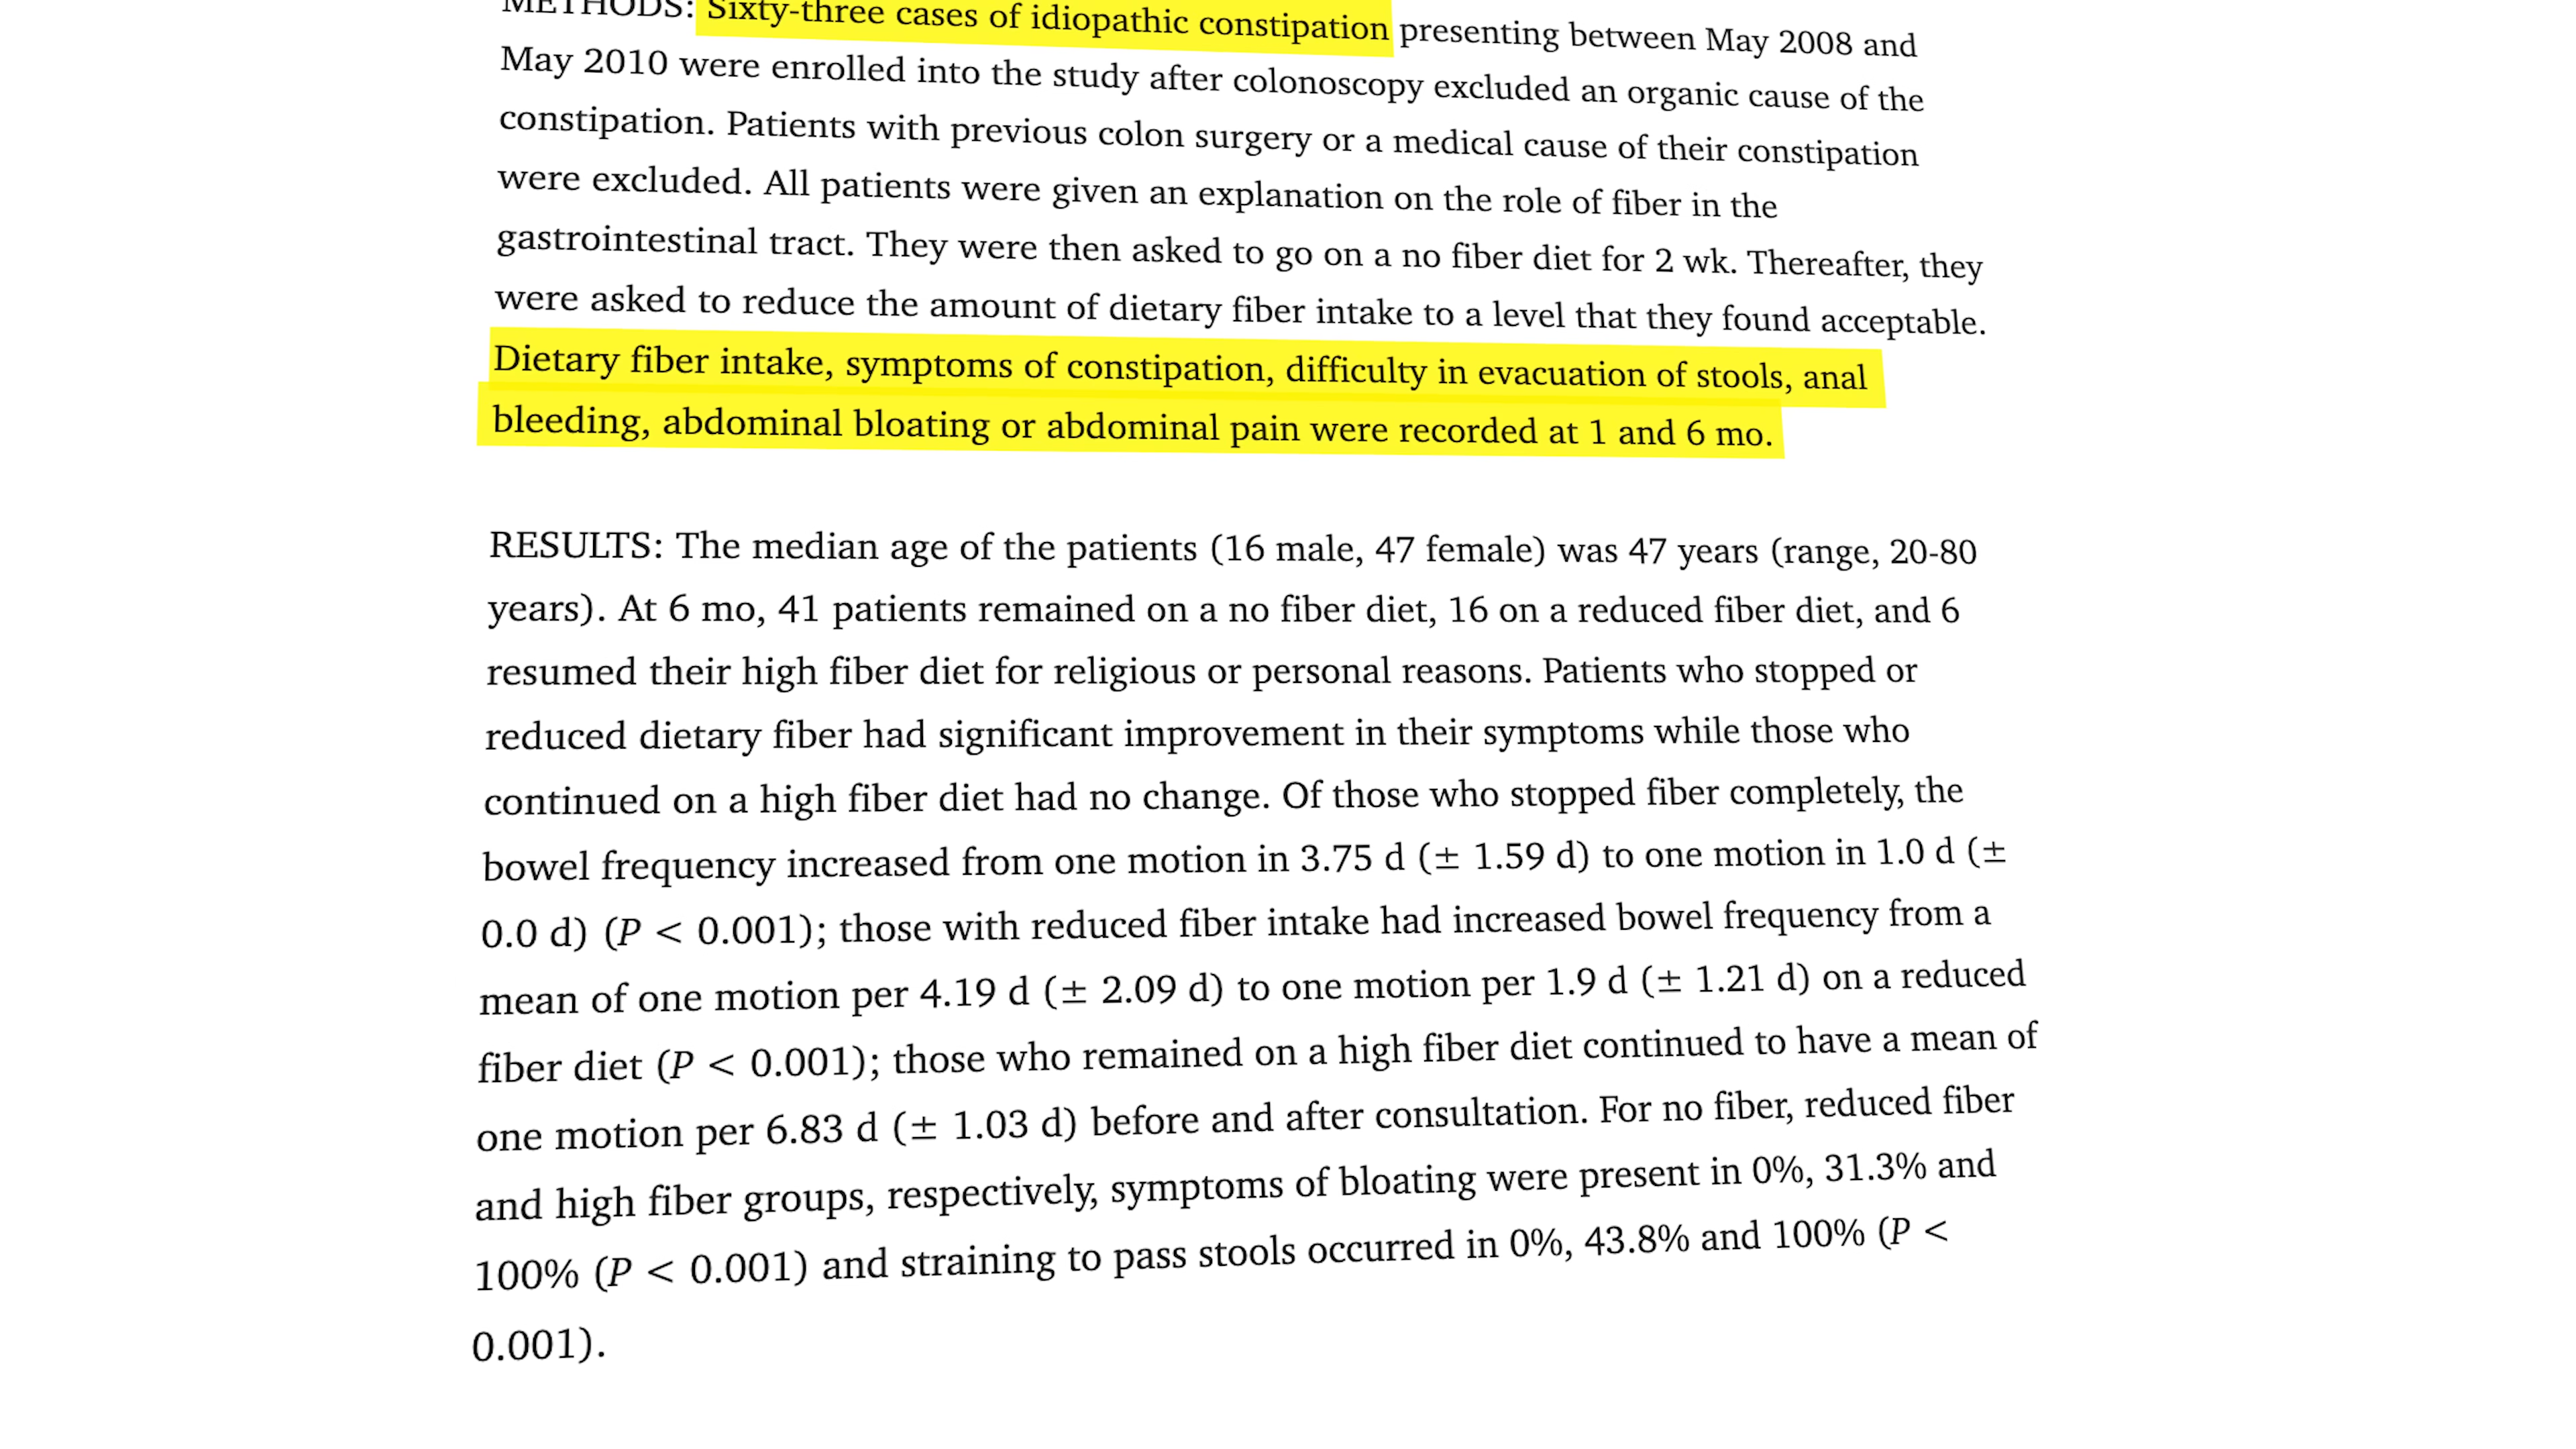 METHODS: Sixty-three cases of idiopathic constipation presenting between May 2008 and
May 2010 were enrolled into the study after colonoscopy excluded an organic cause of the
constipation. Patients with previous colon surgery or a medical cause of their constipation
were excluded. All patients were given an explanation on the role of fiber in the
gastrointestinal tract. They were then asked to go on a no fiber diet for 2 wk. Thereafter, they
were asked to reduce the amount of dietary fiber intake to a level that they found acceptable.
Dietary fiber intake, symptoms of constipation, difficulty in evacuation of stools, anal
bleeding, abdominal bloating or abdominal pain were recorded at 1 and 6 mo.
RESULTS: The median age of the patients (16 male, 47 female) was 47 years (range, 20-80
years). At 6 mo, 41 patients remained on a no fiber diet, 16 on a reduced fiber diet, and 6
resumed their high fiber diet for religious or personal reasons. Patients who stopped or
reduced dietary fiber had significant improvement in their symptoms while those who
continued on a high fiber diet had no change. Of those who stopped fiber completely, the
bowel frequency increased from one motion in 3.75 d (± 1.59 d) to one motion in 1.0 d (±
0.0 d) (P < 0.001); those with reduced fiber intake had increased bowel frequency from a
mean of one motion per 4.19 d (± 2.09 d) to one motion per 1.9 d (± 1.21 d) on a reduced
fiber diet (P < 0.001); those who remained on a high fiber diet continued to have a mean of
one motion per 6.83 d (± 1.03 d) before and after consultation. For no fiber, reduced fiber
and high fiber groups, respectively, symptoms of bloating were present in 0%, 31.3% and
100% (P < 0.001) and straining to pass stools occurred in 0%, 43.8% and 100% (P <
0.001).